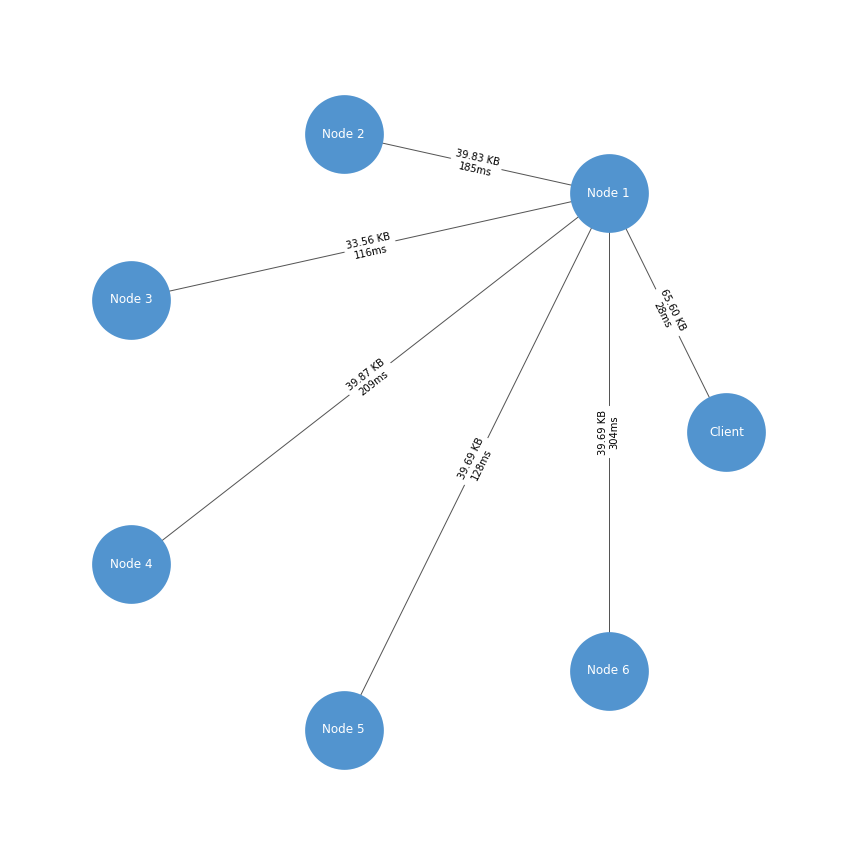 Node 2
39.83 KB
185ms
Node 1
33.56 KB
116ms
Node 3
65.60 KB
28ms
39.87 KB
209ms
Client
39.69 KB
304ms
39.69 KB
128ms
Node 4
Node 6
Node 5